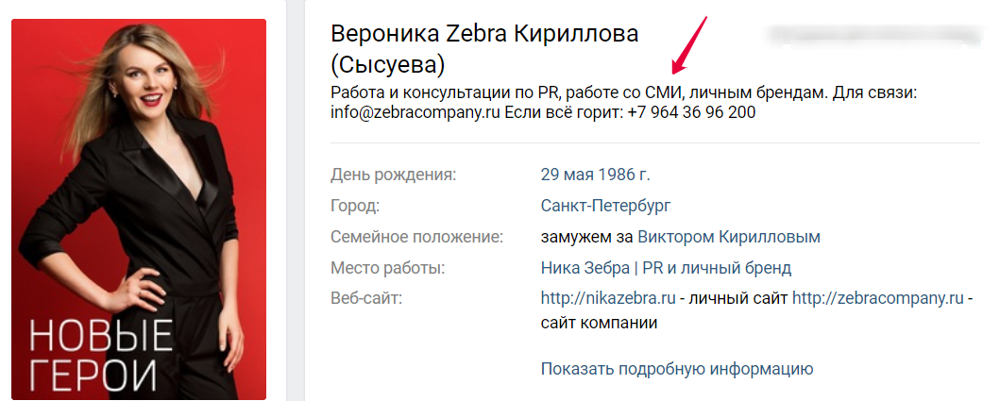 НОВЫЕ
ГЕРОИ
Вероника Zebra Кириллова
(Сысуева)
Работа и консультации по PR, работе со СМИ, личным брендам. Для связи:
info@zebracompany.ru Если всё горит: +7 964 36 96 200
День рождения: 29 мая 1986 г.
Город: Санкт-Петербург
Семейное положение: замужем за Виктором Кирилловым
Место работы: Ника Зебра | PR и личный бренд
Веб-сайт: http://nikazebra.ru - личный сайт http://zebracompany.ru -
сайт компании
Показать подробную информацию